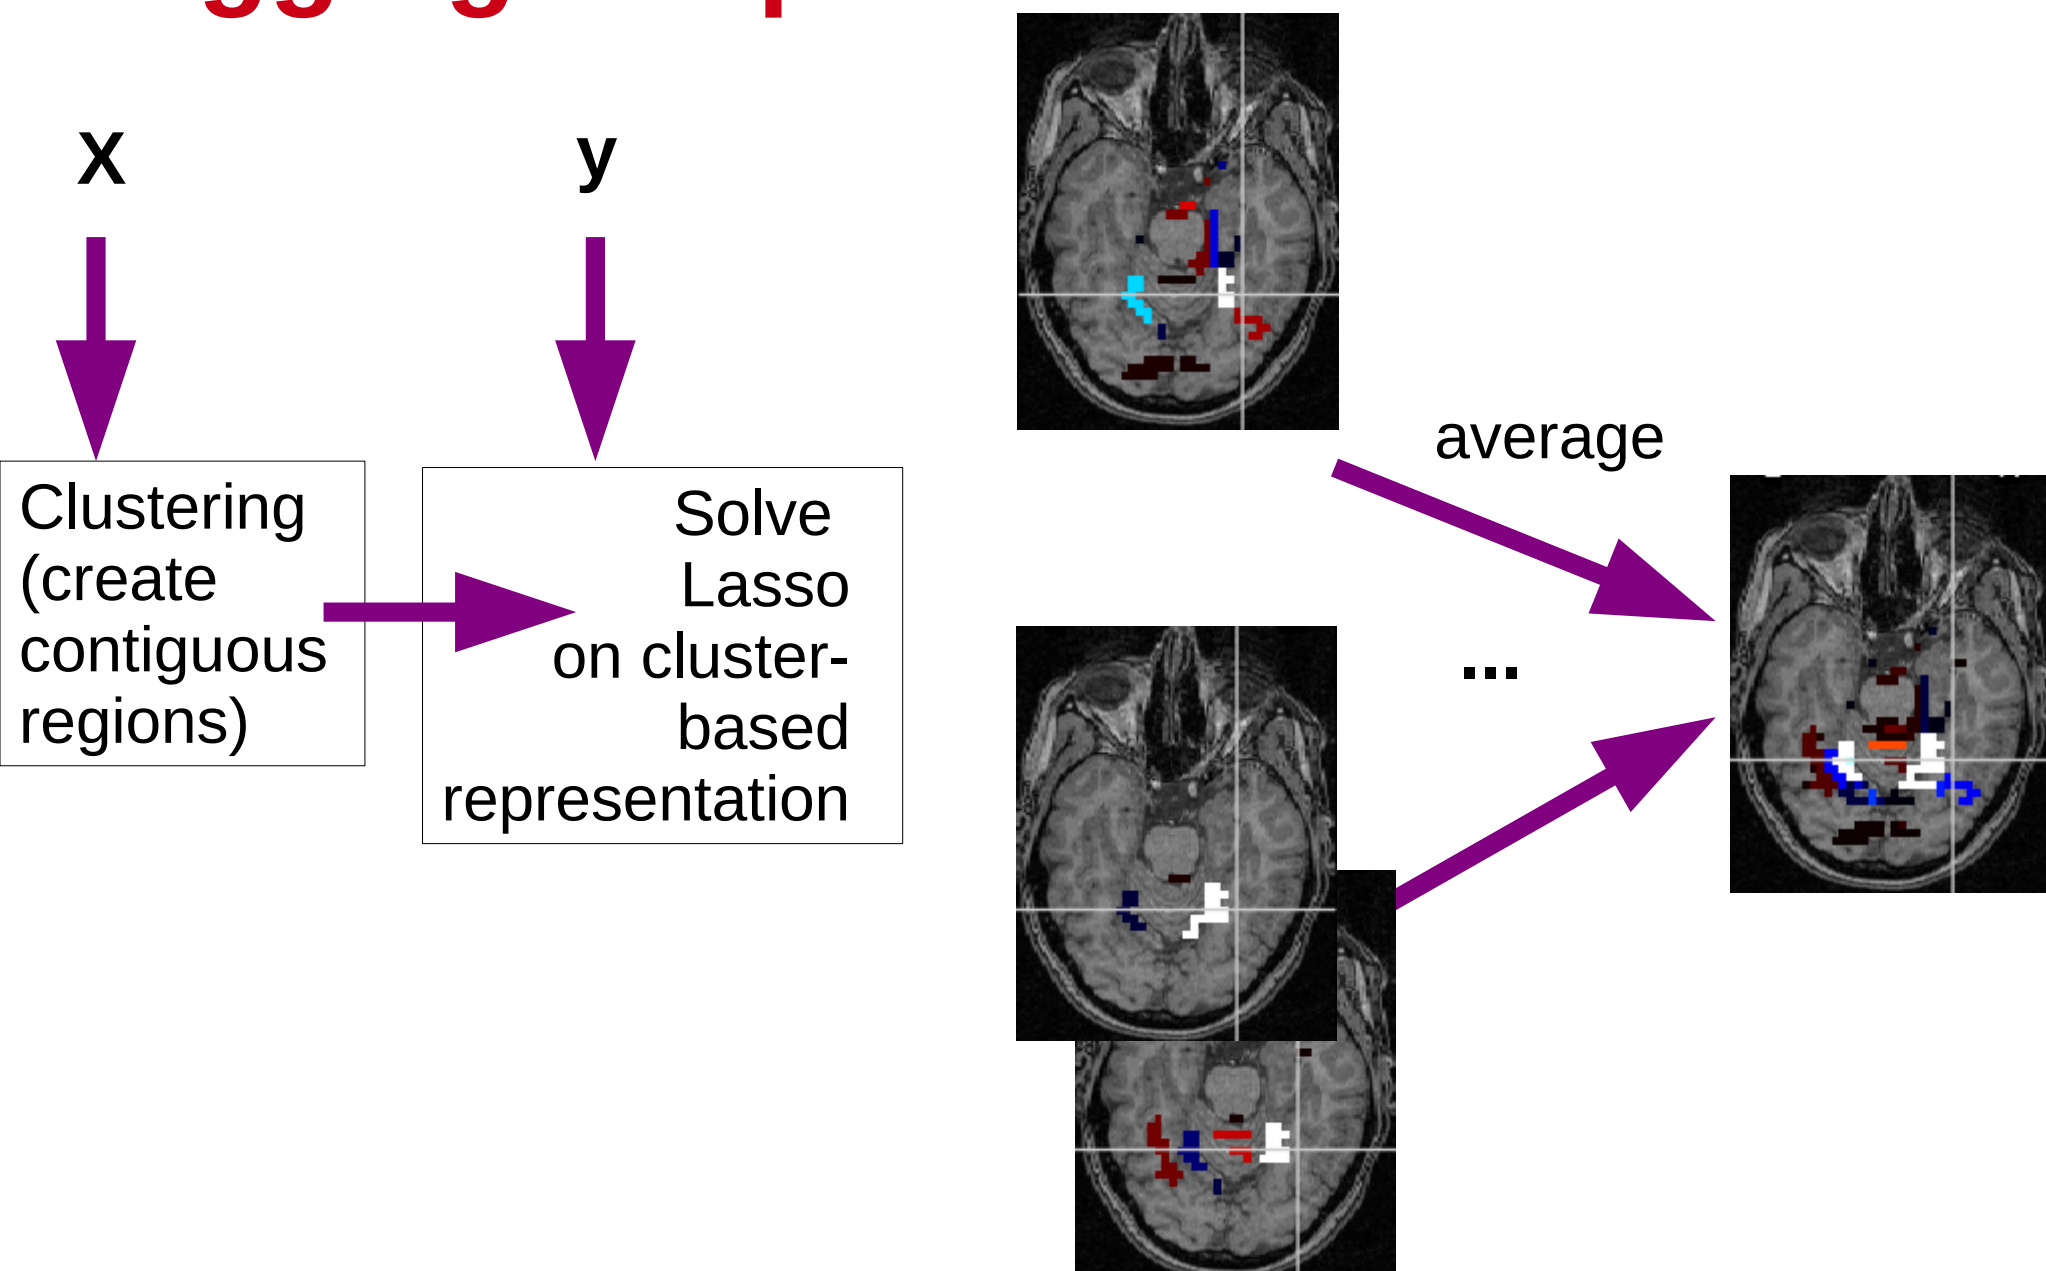 X
y
Clustering
(create
contiguous
regions)
Solve
Lasso
on cluster-
based
representation
average
...